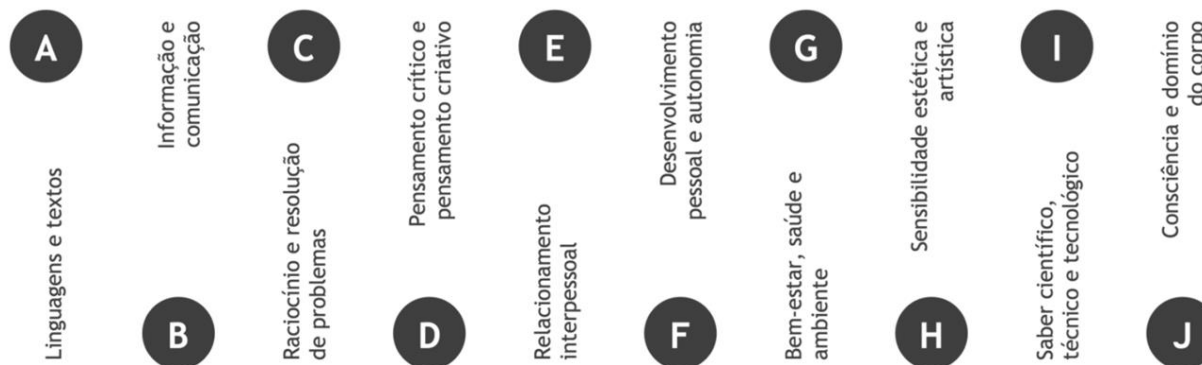 A
Linguagens e textos
B
Informação e
comunicação
C
Raciocínio e resolução
de problemas
D
Pensamento crítico e
pensamento criativo
E
Relacionamento
interpessoal
F
Desenvolvimento
pessoal e autonomia
G
Bem-estar, saúde e
ambiente
H
Sensibilidade estética e
artística
I
Saber científico,
técnico e tecnológico
J
Consciência e domínio
do corpo